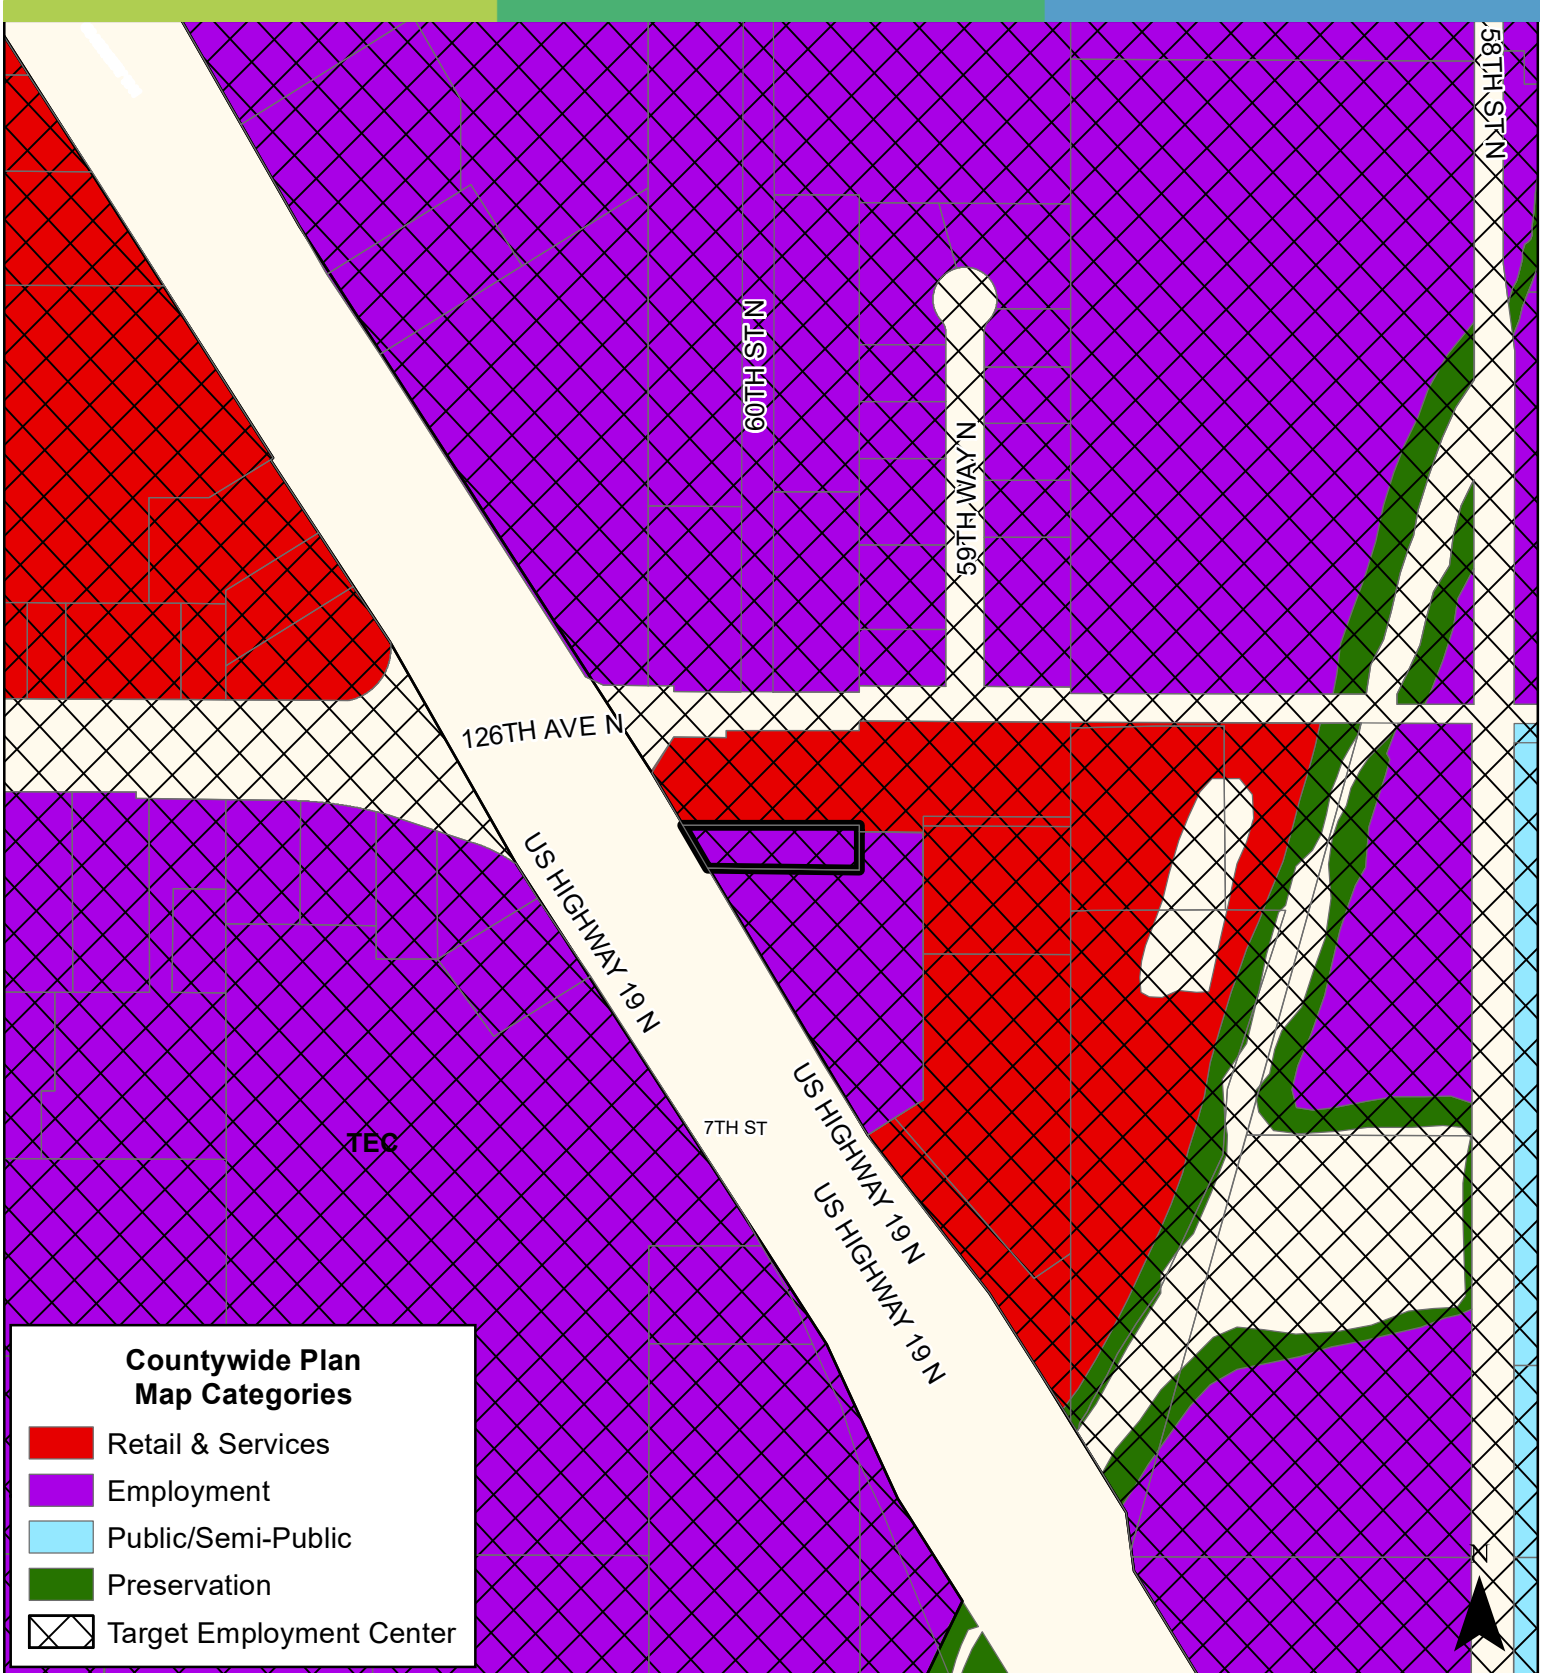 58TH ST N
60TH ST N
59TH WAY N
126TH AVE N
US HIGHWAY 19 N
US HIGHWAY 19 N
7TH ST
TEC
US HIGHWAY 19 N
Countywide Plan
Map Categories
Retail & Services
Employment
Public/Semi-Public
Preservation
Target Employment Center
N